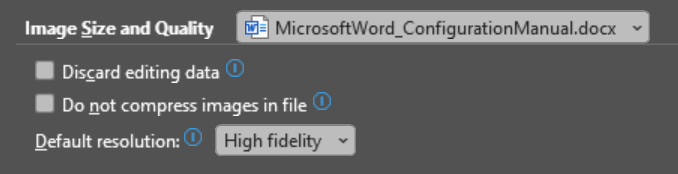 Image Size and Quality MicrosoftWord_ConfigurationManual.docx
Discard editing data
Do not compress images in file
Default resolution: High fidelity